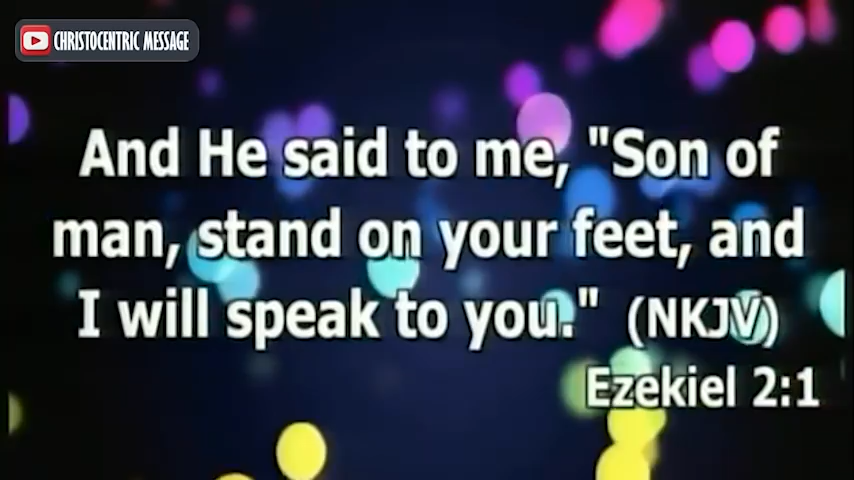 CHRISTOCENTRIC MESSAGE
And He said to me, "Son of
man, stand on your feet, and
I will speak to you." (NKJV)
Ezekiel 2:1